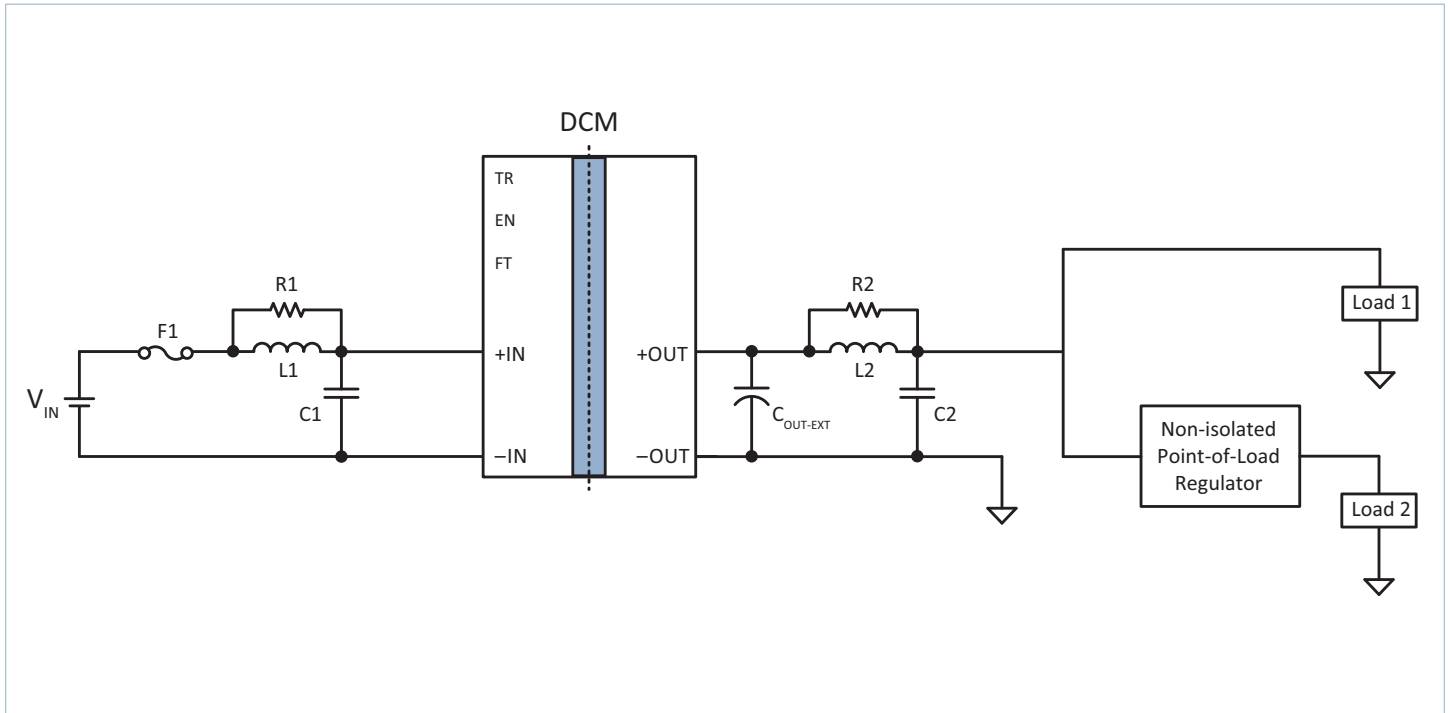 DCM
TR
EN
FT
R1
R2
F1
L1
+IN
+OUT
L2
Load 1
V_IN
C1
C_OUT-EXT
C2
–IN
–OUT
Non-isolated
Point-of-Load
Regulator
Load 2